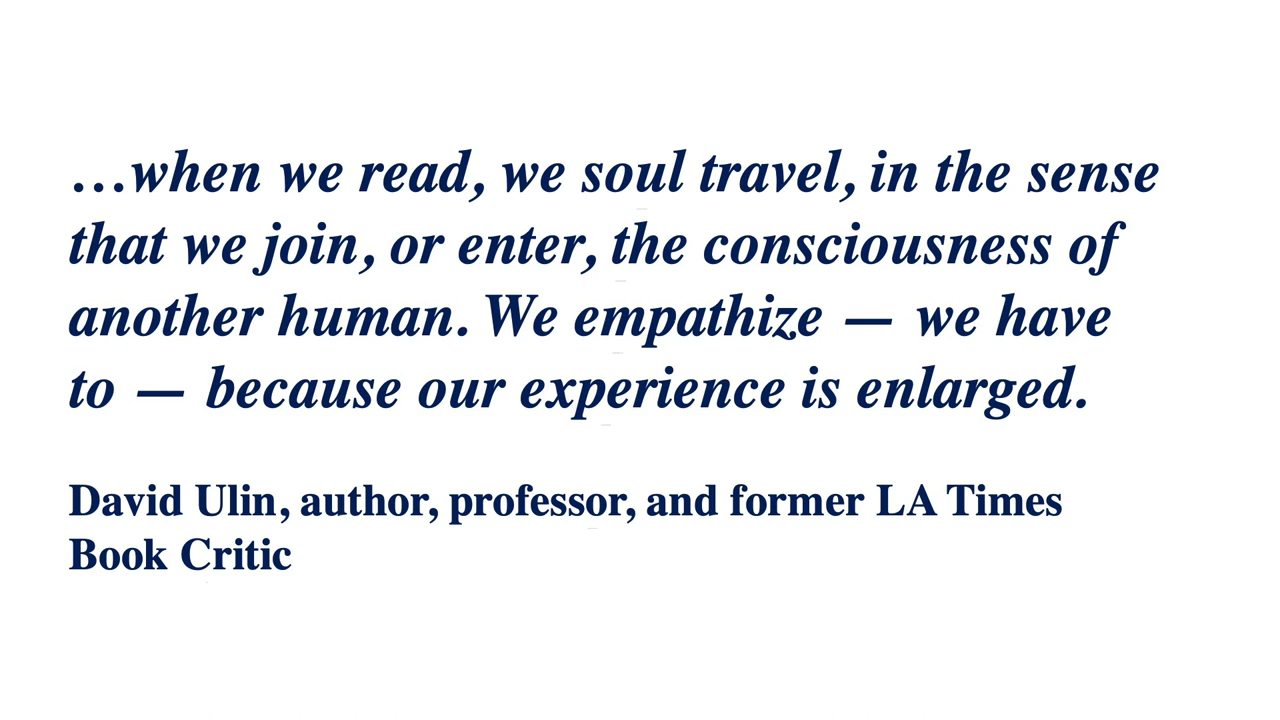 …when we read, we soul travel, in the sense
that we join, or enter, the consciousness of
another human. We empathize — we have
to — because our experience is enlarged.
David Ulin, author, professor, and former LA Times
Book Critic